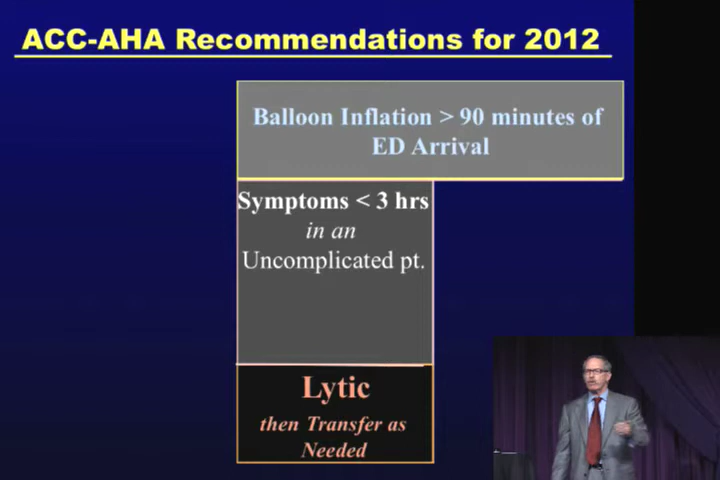 ACC-AHA Recommendations for 2012
Balloon Inflation > 90 minutes of
ED Arrival
Symptoms < 3 hrs
in an
Uncomplicated pt.
Lytic
then Transfer as
Needed